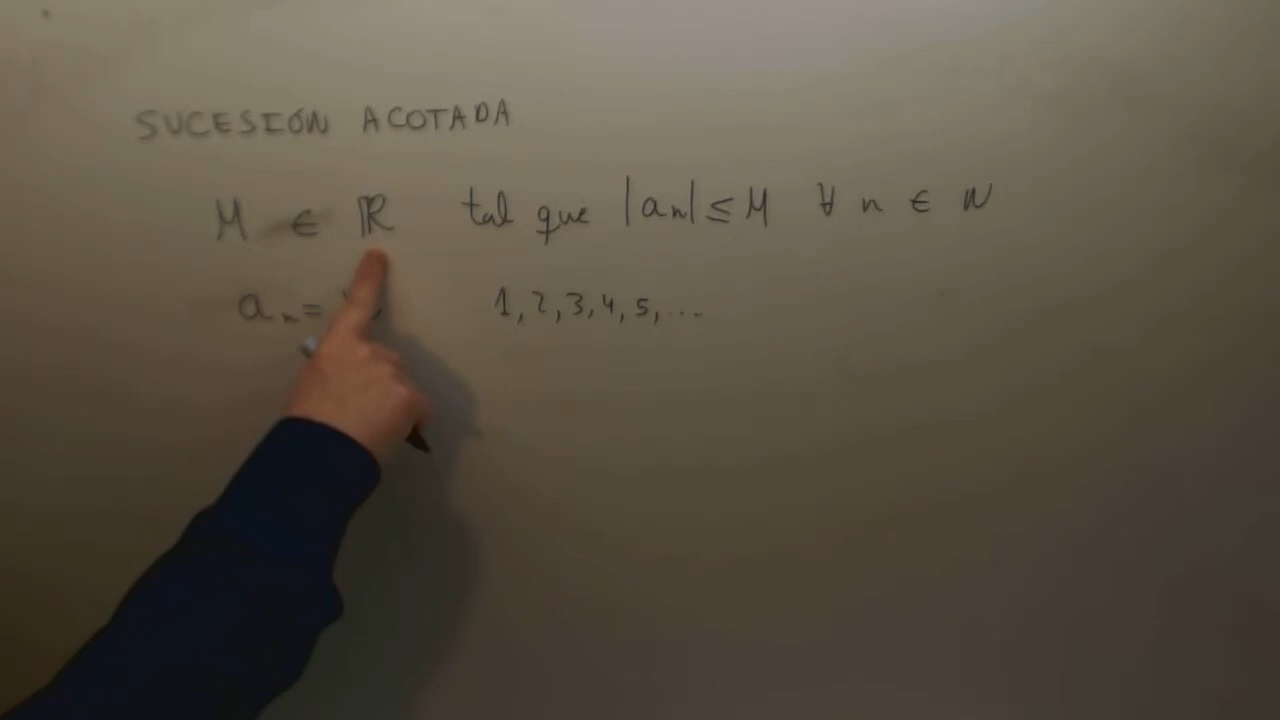 SUCESIÓN ACOTADA
M ∈ ℝ tal que |aₙ| ≤ M ∀ n ∈ N
aₙ = 1, 2, 3, 4, 5, ...